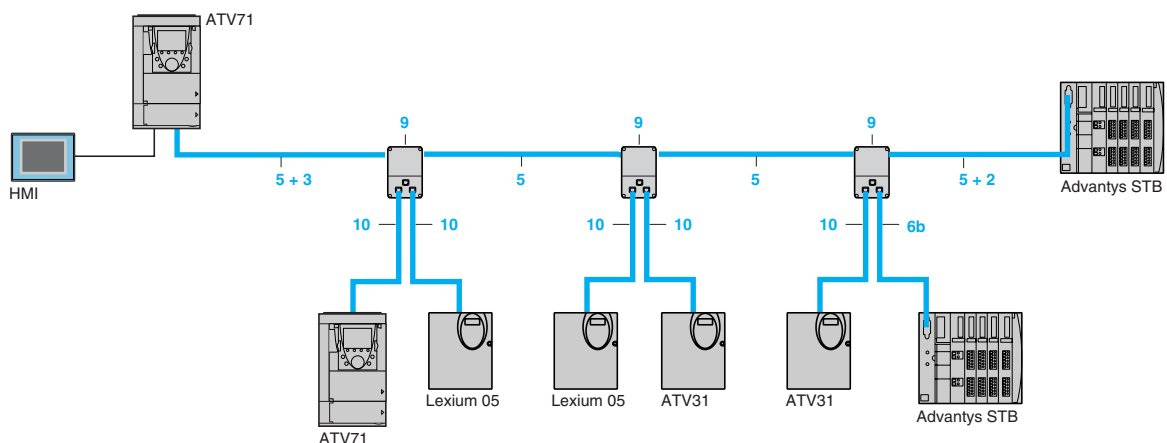 ATV71
9
9
9
5 + 3
5
5
5 + 2
HMI
Advantys STB
10
10
10
10
10
6b
Lexium 05
Lexium 05
ATV31
ATV31
Advantys STB
ATV71